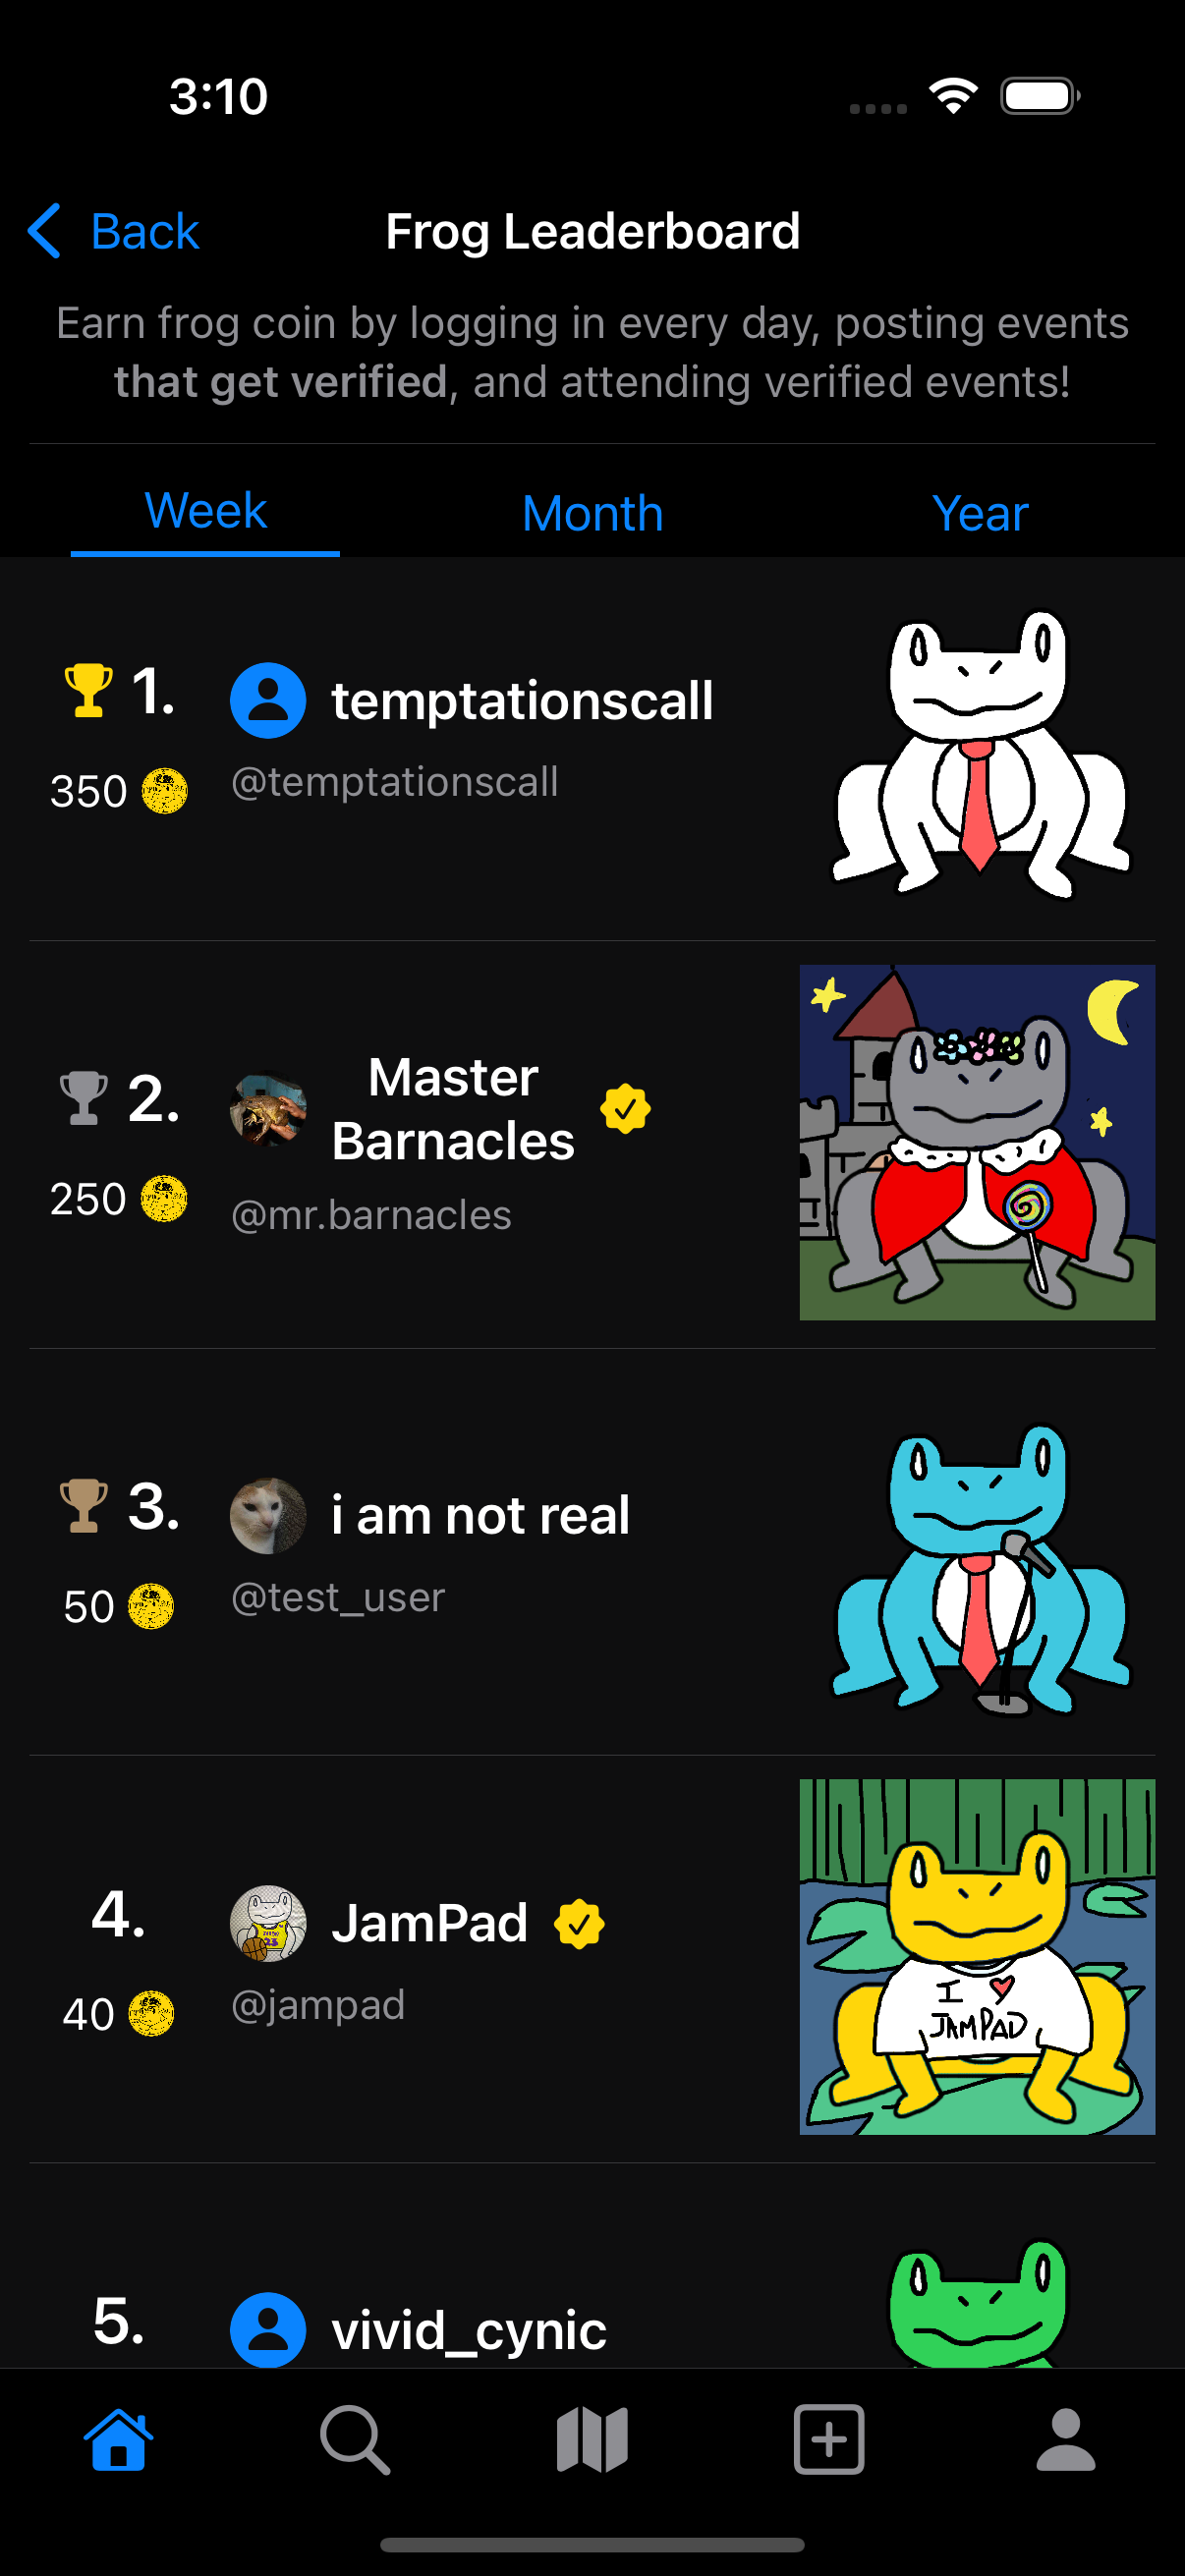 3:10
Back
Frog Leaderboard
Earn frog coin by logging in every day, posting events
that get verified, and attending verified events!
Week
Month
Year
1.
temptationscall
350
@temptationscall
2.
Master
Barnacles
250
@mr.barnacles
3.
i am not real
50
@test_user
4.
JamPad
40
@jampad
I
JAMPAD
5.
vivid_cynic